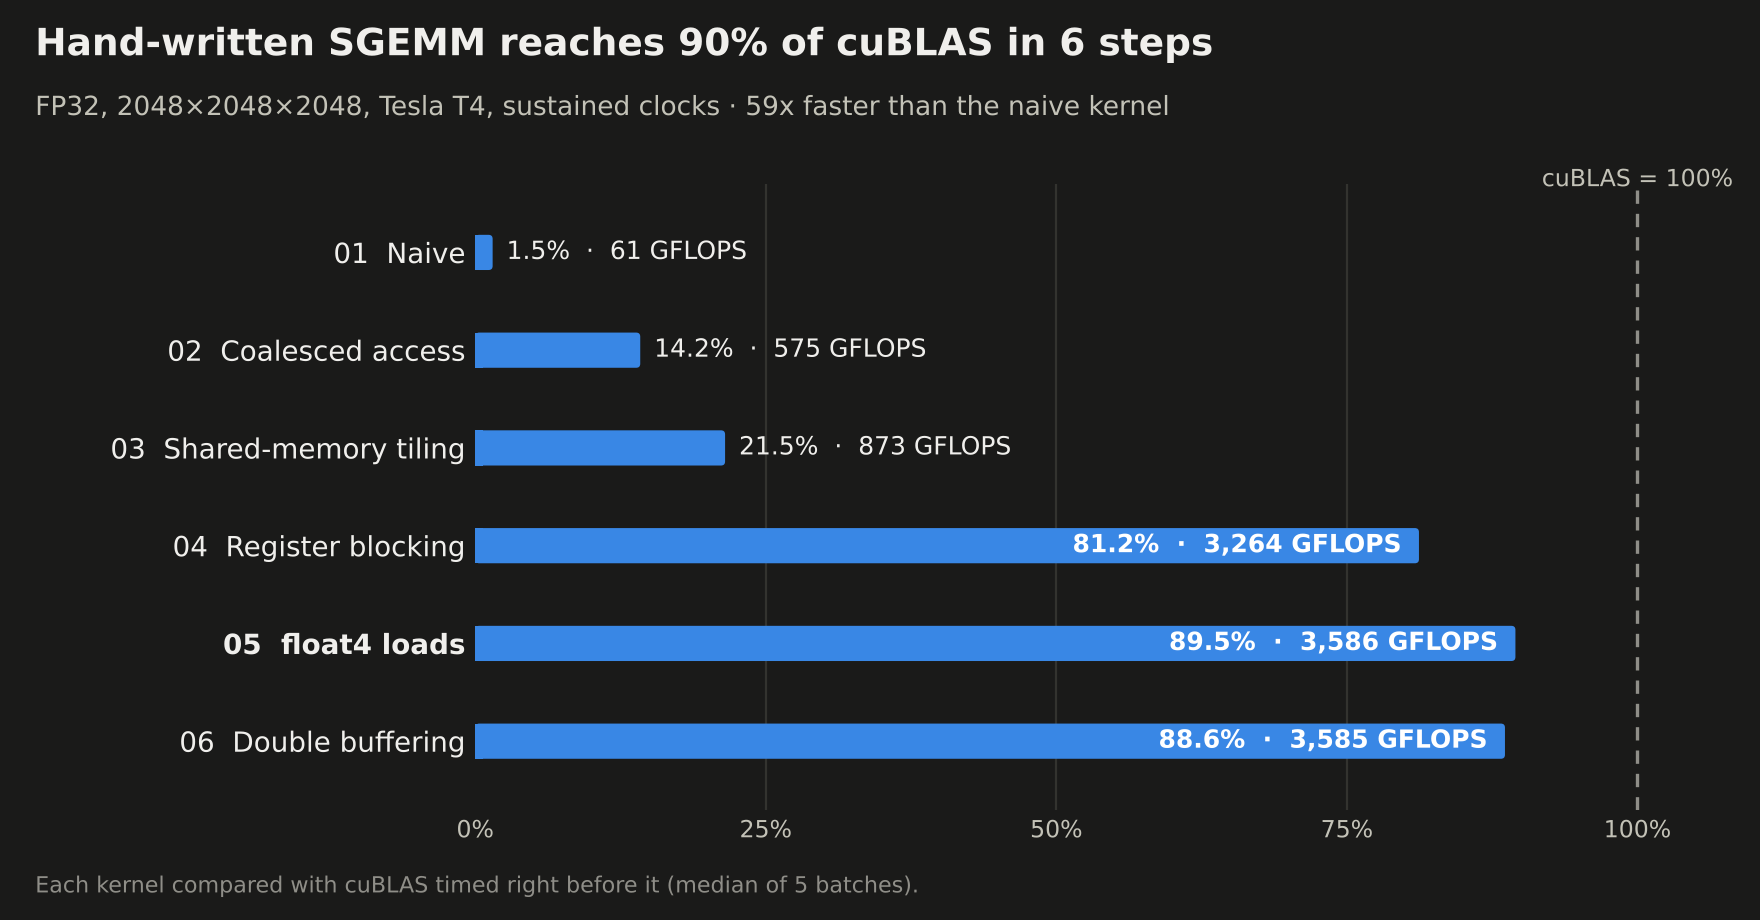 Hand-written SGEMM reaches 90% of cuBLAS in 6 steps
FP32, 2048×2048×2048, Tesla T4, sustained clocks · 59x faster than the naive kernel
cuBLAS = 100%
01 Naive 1.5% · 61 GFLOPS
02 Coalesced access 14.2% · 575 GFLOPS
03 Shared-memory tiling 21.5% · 873 GFLOPS
04 Register blocking 81.2% · 3,264 GFLOPS
05 float4 loads 89.5% · 3,586 GFLOPS
06 Double buffering 88.6% · 3,585 GFLOPS
0% 25% 50% 75% 100%
Each kernel compared with cuBLAS timed right before it (median of 5 batches).